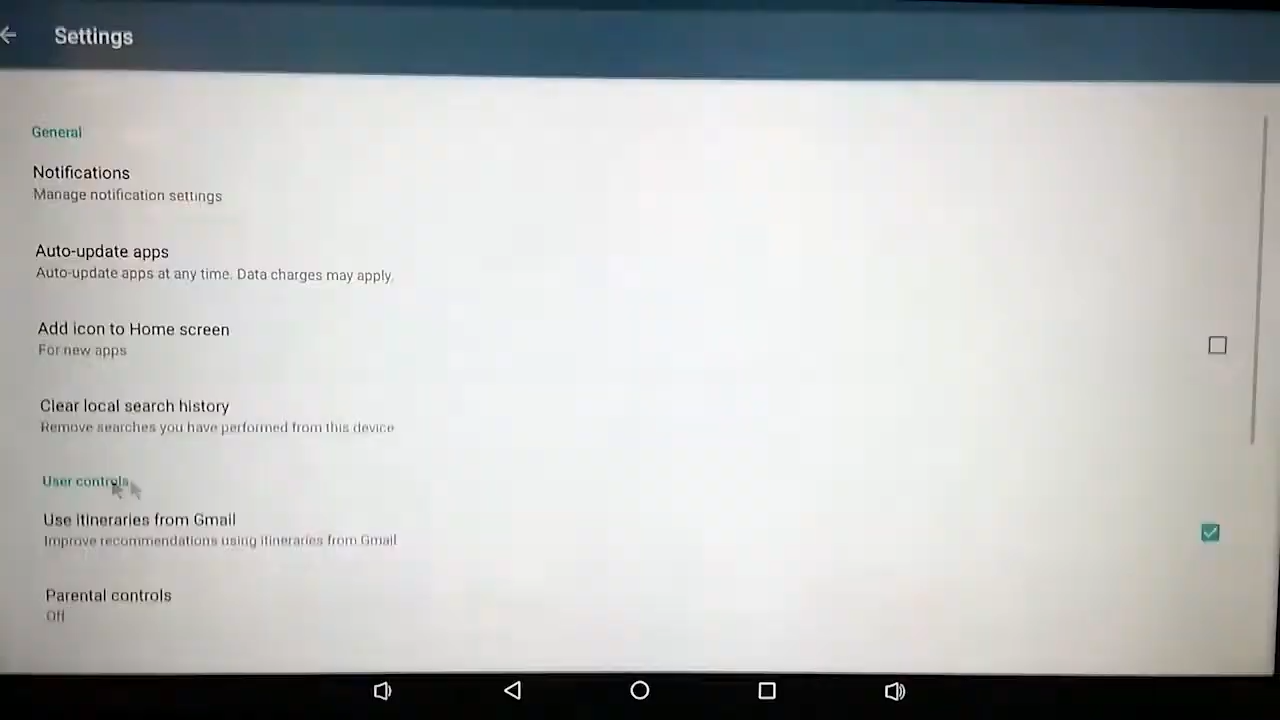 Settings
General
Notifications
Manage notification settings
Auto-update apps
Auto-update apps at any time. Data charges may apply.
Add icon to Home screen
For new apps
Clear local search history
Remove searches you have performed from this device
User controls
Use itineraries from Gmail
Improve recommendations using itineraries from Gmail
Parental controls
Off